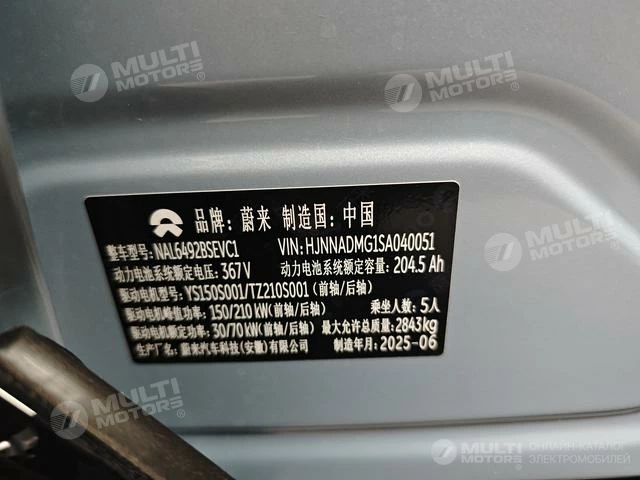 MULTI MOTORS
MULTI MOTORS
品牌: 蔚来 制造国: 中国
整车型号: NAL6492BSEVC1 VIN: HJNNADMG1SA040051
动力电池系统额定电压: 367V 动力电池系统额定容量: 204.5 Ah
驱动电机型号: YS150S001/TZ210S001 (前轴/后轴)
驱动电机峰值功率: 150/210 kW(前轴/后轴) 乘坐人数: 5人
驱动电机额定功率: 30/70 kW(前轴/后轴) 最大允许总质量: 2843kg
生产厂名: 蔚来汽车科技(安徽)有限公司 制造年月: 2025-06
MULTI MOTORS
MULTI MOTORS
ОНЛАЙН-КАТАЛОГ
ЭЛЕКТРОМОБИЛЕЙ